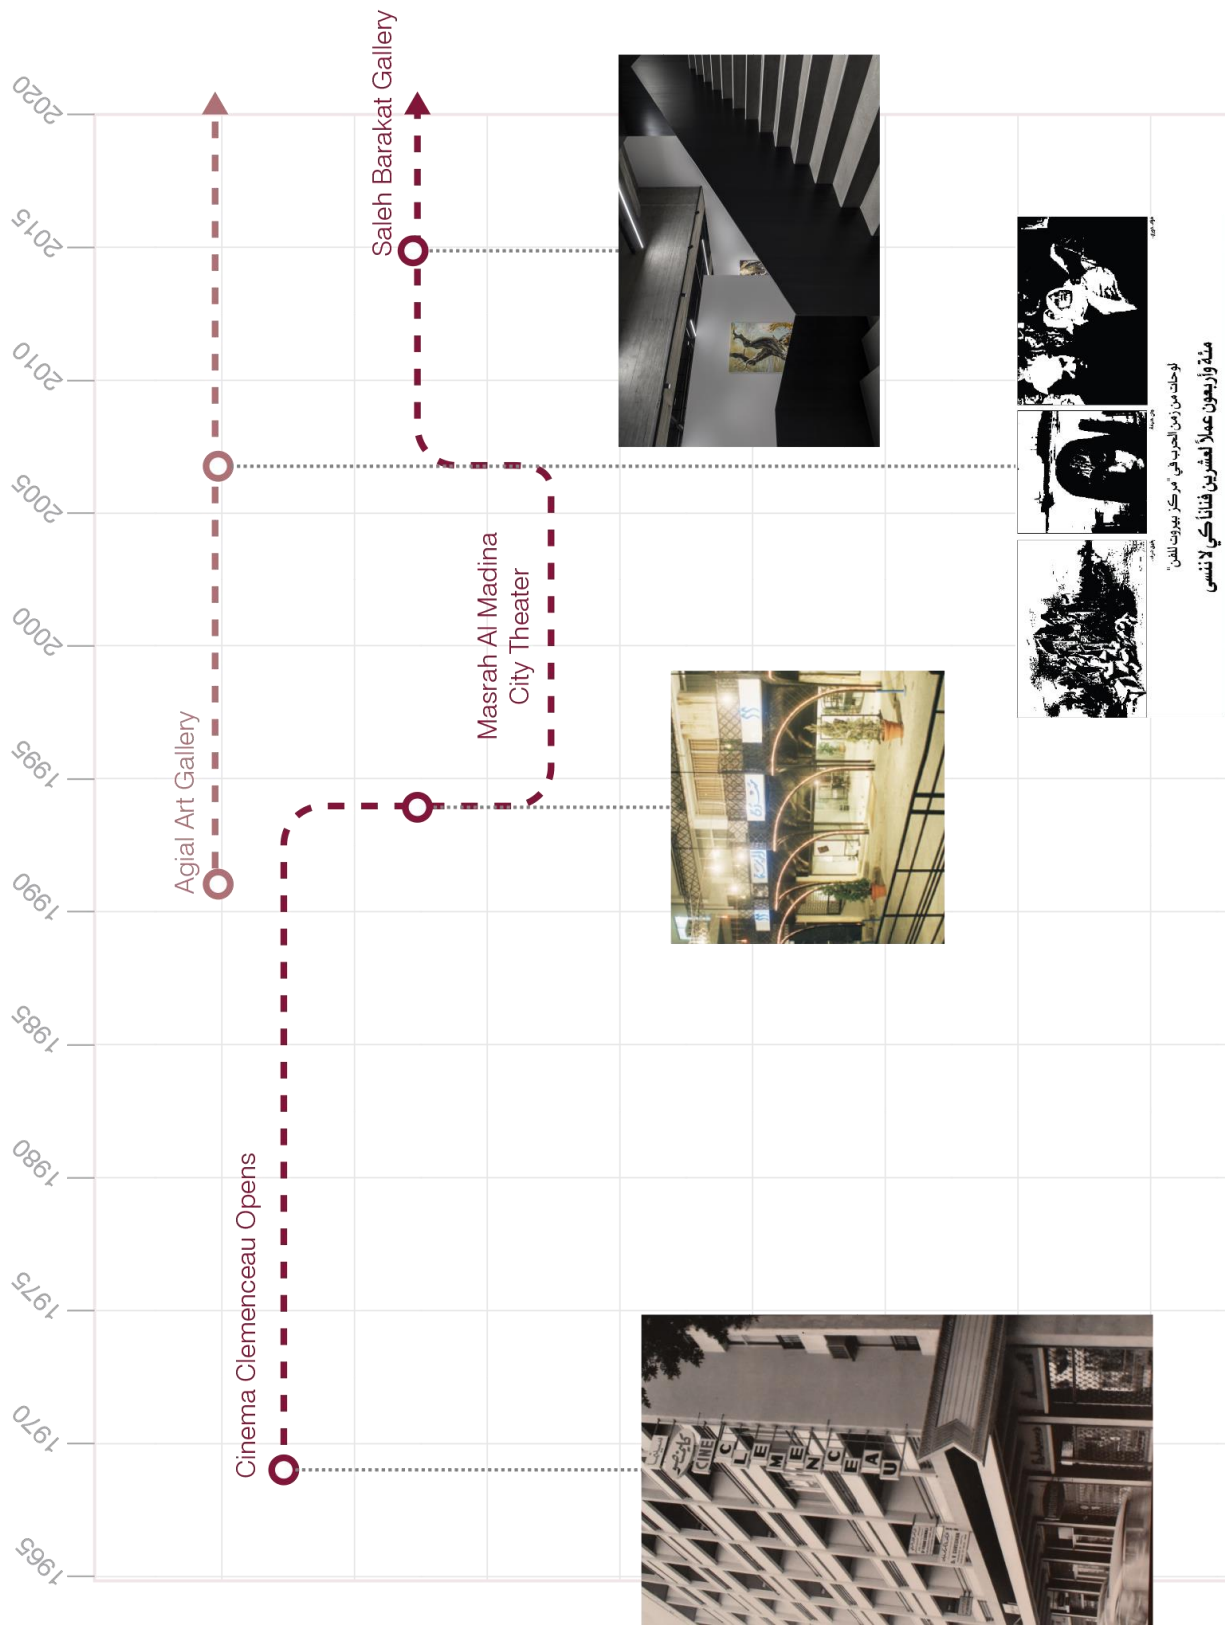 1965
1970
1975
1980
1985
1990
1995
2000
2005
2010
2015
2020
Agial Art Gallery
Cinema Clemenceau Opens
Saleh Barakat Gallery
Masrah Al Madina
City Theater
CINE
CLEMENCEAU
لوحات من زمن الحرب في "مركز بيروت للفن"
مئة وأربعون عملاً لعشرين فناناً كي لا ننسى